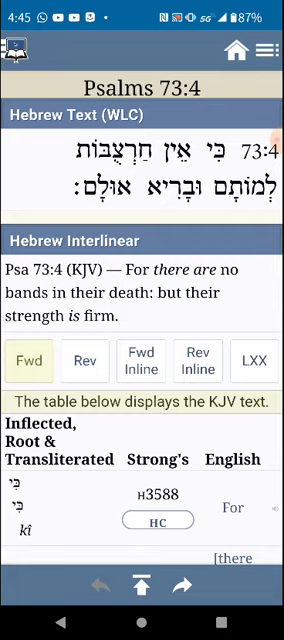 4:45
5G
87%
Psalms 73:4
Hebrew Text (WLC)
73:4 כִּי אֵין חַרְצֻבּוֹת
לְמוֹתָם וּבָרִיא אוּלָם׃
Hebrew Interlinear
Psa 73:4 (KJV) — For there are no
bands in their death: but their
strength is firm.
Fwd
Rev
Fwd
Inline
Rev
Inline
LXX
The table below displays the KJV text.
Inflected,
Root &
Transliterated Strong's English
כִּי
כִּי
kî
H3588
HC
For
[there